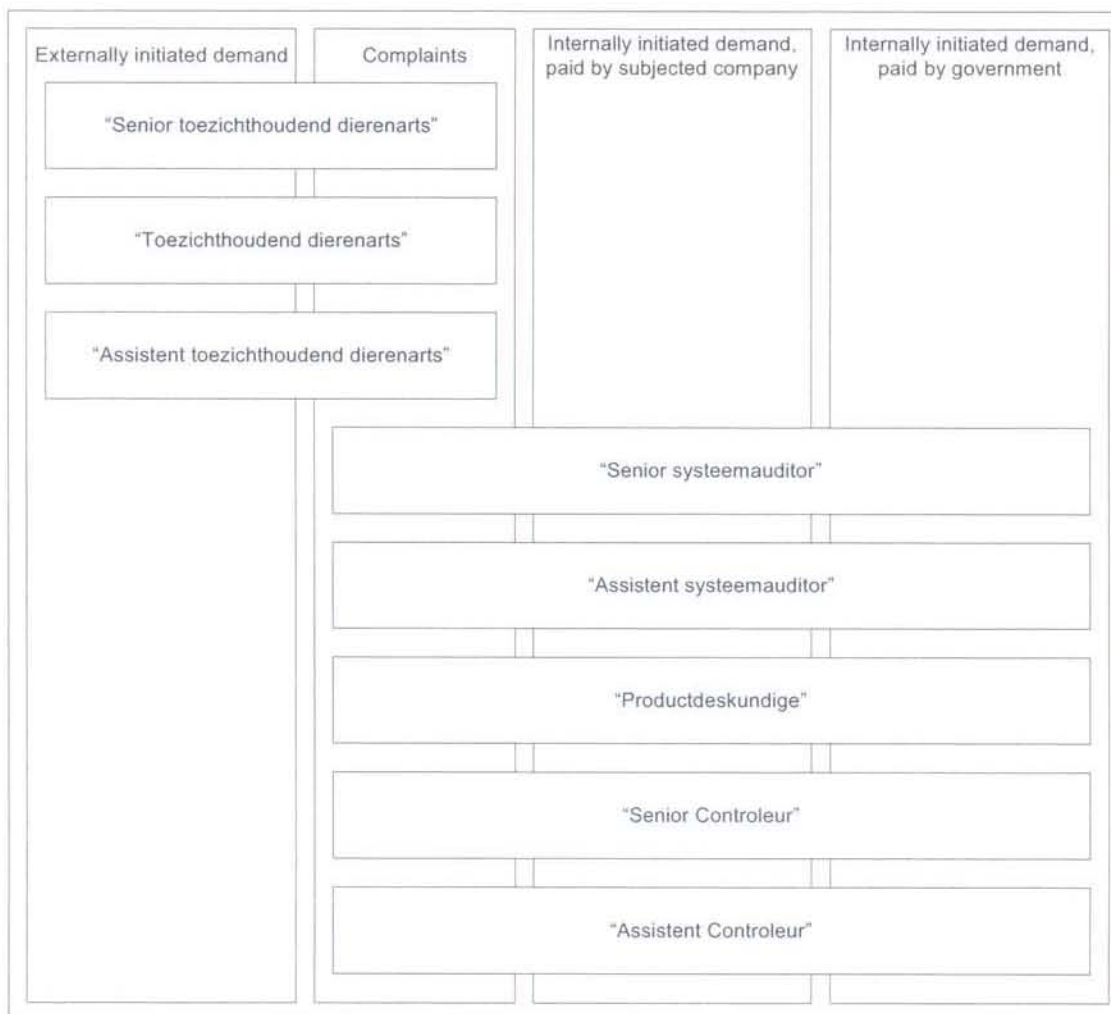 Externally initiated demand
Complaints
Internally initiated demand,
paid by subjected company
Internally initiated demand,
paid by government
“Senior toezichthoudend dierenarts”
“Toezichthoudend dierenarts”
“Assistent toezichthoudend dierenarts”
“Senior systeemauditor”
“Assistent systeemauditor”
“Productdeskundige”
“Senior Controleur”
“Assistent Controleur”